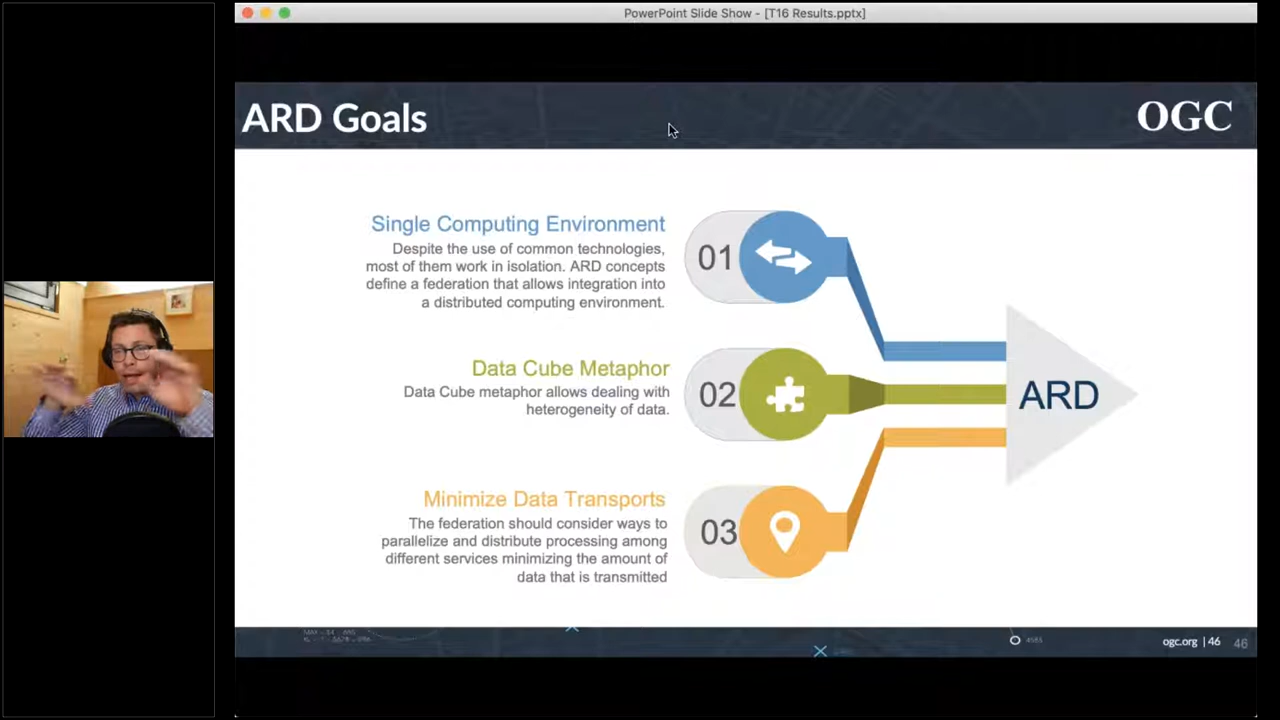 PowerPoint Slide Show - [T16 Results.pptx]
ARD Goals
OGC
Single Computing Environment
Despite the use of common technologies,
most of them work in isolation. ARD concepts
define a federation that allows integration into
a distributed computing environment.
01
Data Cube Metaphor
Data Cube metaphor allows dealing with
heterogeneity of data.
02
ARD
Minimize Data Transports
The federation should consider ways to
parallelize and distribute processing among
different services minimizing the amount of
data that is transmitted
03
ogc.org | 46
46